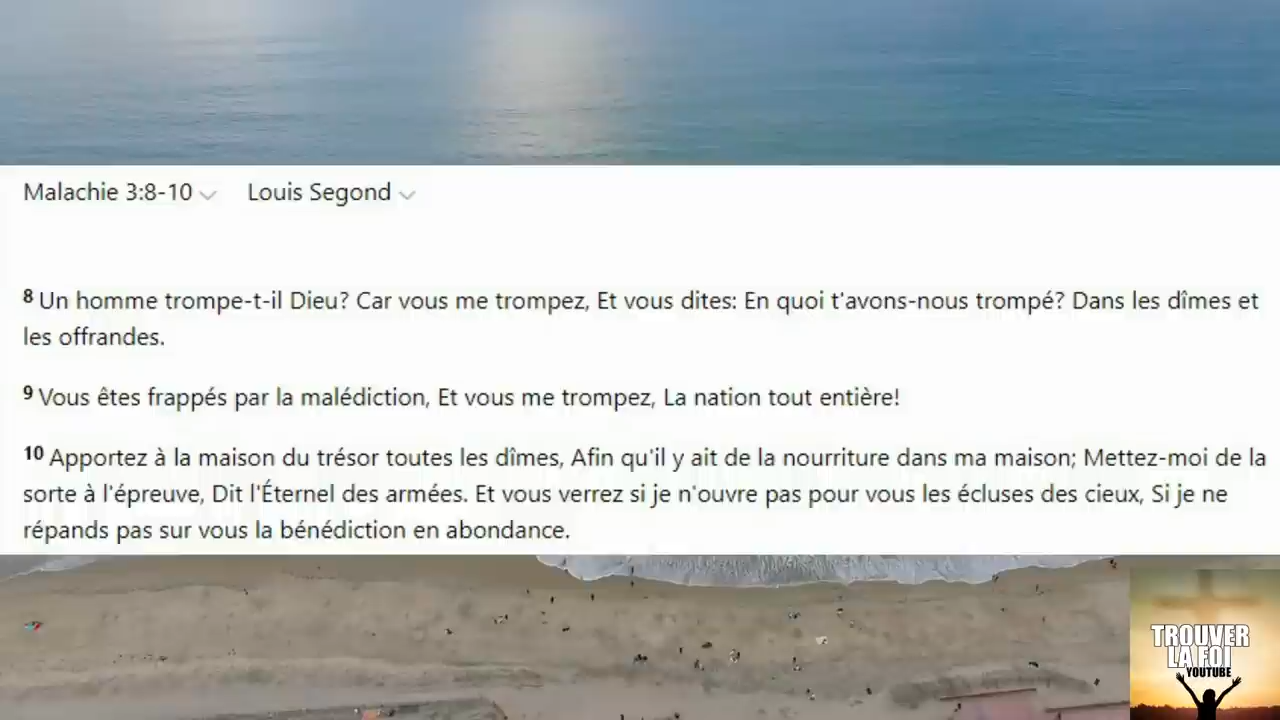 Malachie 3:8-10 Louis Segond
8 Un homme trompe-t-il Dieu? Car vous me trompez, Et vous dites: En quoi t'avons-nous trompé? Dans les dîmes et
les offrandes.
9 Vous êtes frappés par la malédiction, Et vous me trompez, La nation tout entière!
10 Apportez à la maison du trésor toutes les dîmes, Afin qu'il y ait de la nourriture dans ma maison; Mettez-moi de la
sorte à l'épreuve, Dit l'Éternel des armées. Et vous verrez si je n'ouvre pas pour vous les écluses des cieux, Si je ne
répands pas sur vous la bénédiction en abondance.
TROUVER
LA FOI
YOUTUBE